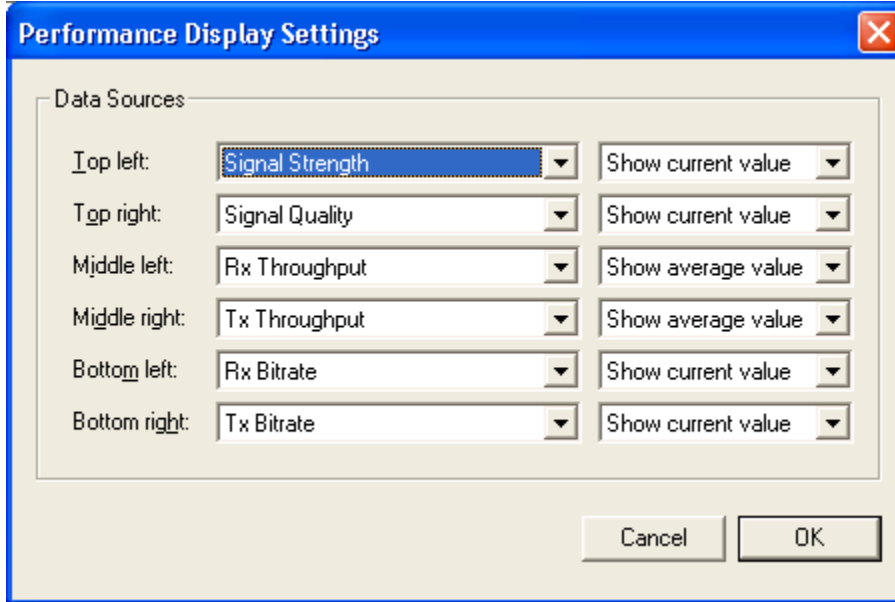 Performance Display Settings
Data Sources
Top left: Signal Strength Show current value
Top right: Signal Quality Show current value
Middle left: Rx Throughput Show average value
Middle right: Tx Throughput Show average value
Bottom left: Rx Bitrate Show current value
Bottom right: Tx Bitrate Show current value
Cancel OK